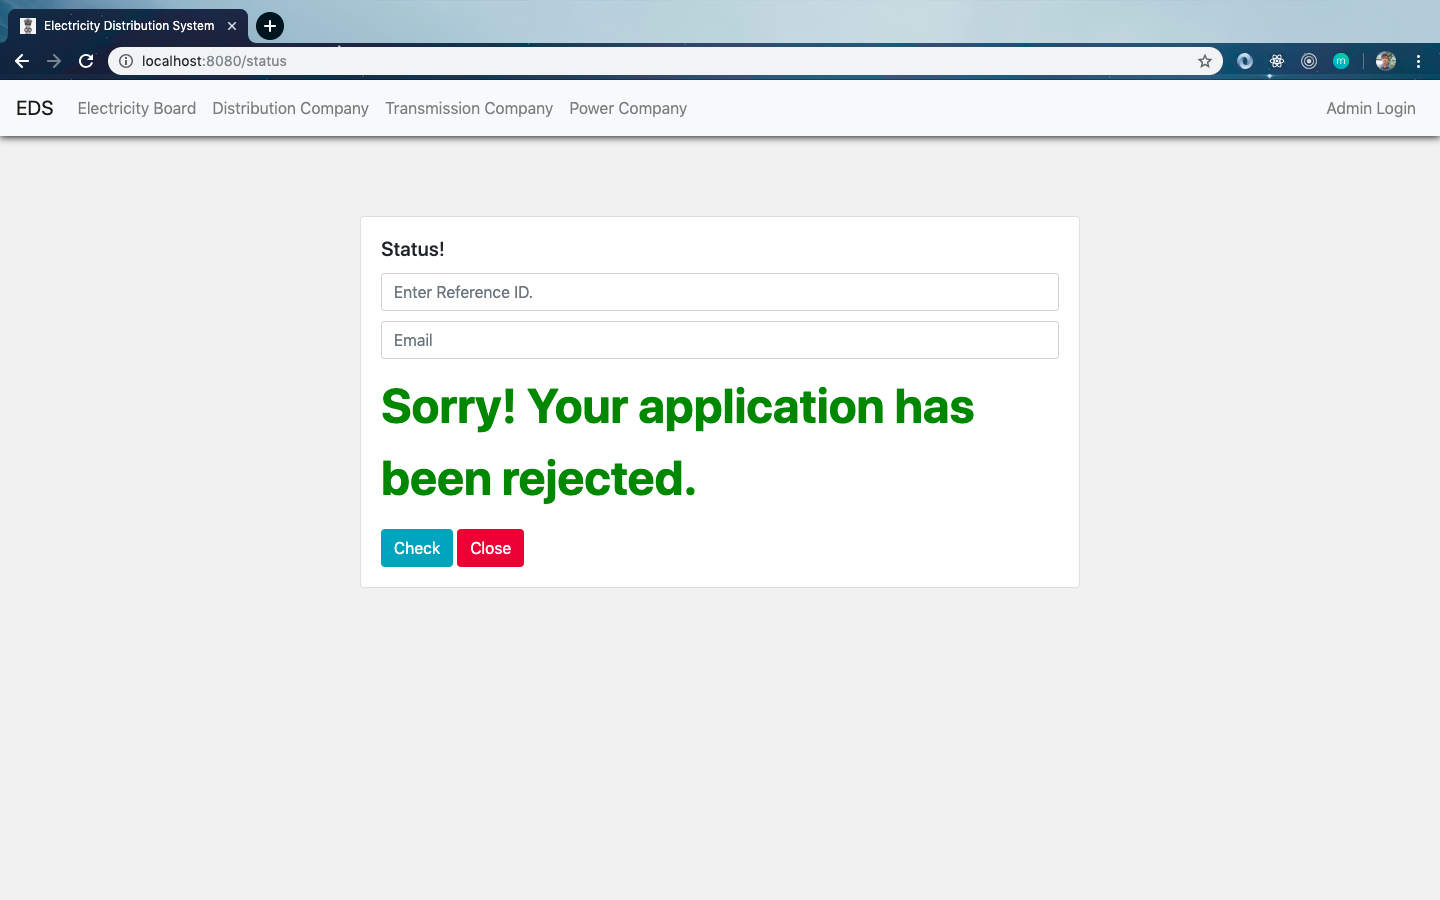 Electricity Distribution System
localhost:8080/status
m
EDS Electricity Board Distribution Company Transmission Company Power Company Admin Login
Status!
Enter Reference ID.
Email
Sorry! Your application has
been rejected.
Check Close